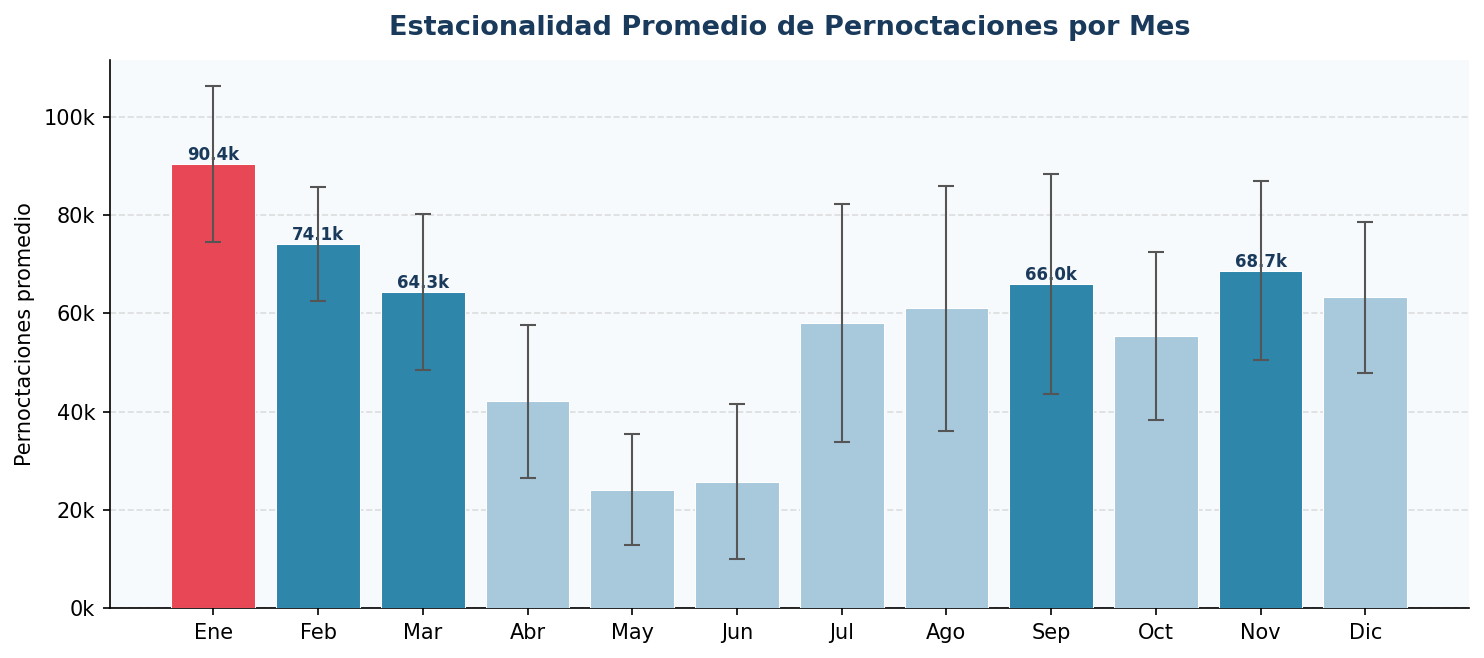 Estacionalidad Promedio de Pernoctaciones por Mes
Pernoctaciones promedio
100k
80k
60k
40k
20k
0k
90.4k
74.1k
64.3k
66.0k
68.7k
Ene Feb Mar Abr May Jun Jul Ago Sep Oct Nov Dic